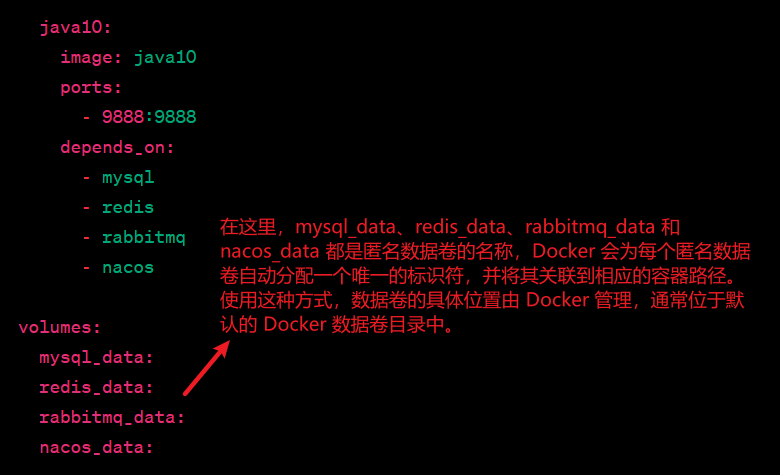 java10:
image: java10
ports:
- 9888:9888
depends_on:
- mysql
- redis
- rabbitmq
- nacos
在这里，mysql_data、redis_data、rabbitmq_data 和
nacos_data 都是匿名数据卷的名称，Docker 会为每个匿名数据
卷自动分配一个唯一的标识符，并将其关联到相应的容器路径。
使用这种方式，数据卷的具体位置由 Docker 管理，通常位于默
认的 Docker 数据卷目录中。
volumes:
mysql_data:
redis_data:
rabbitmq_data:
nacos_data: